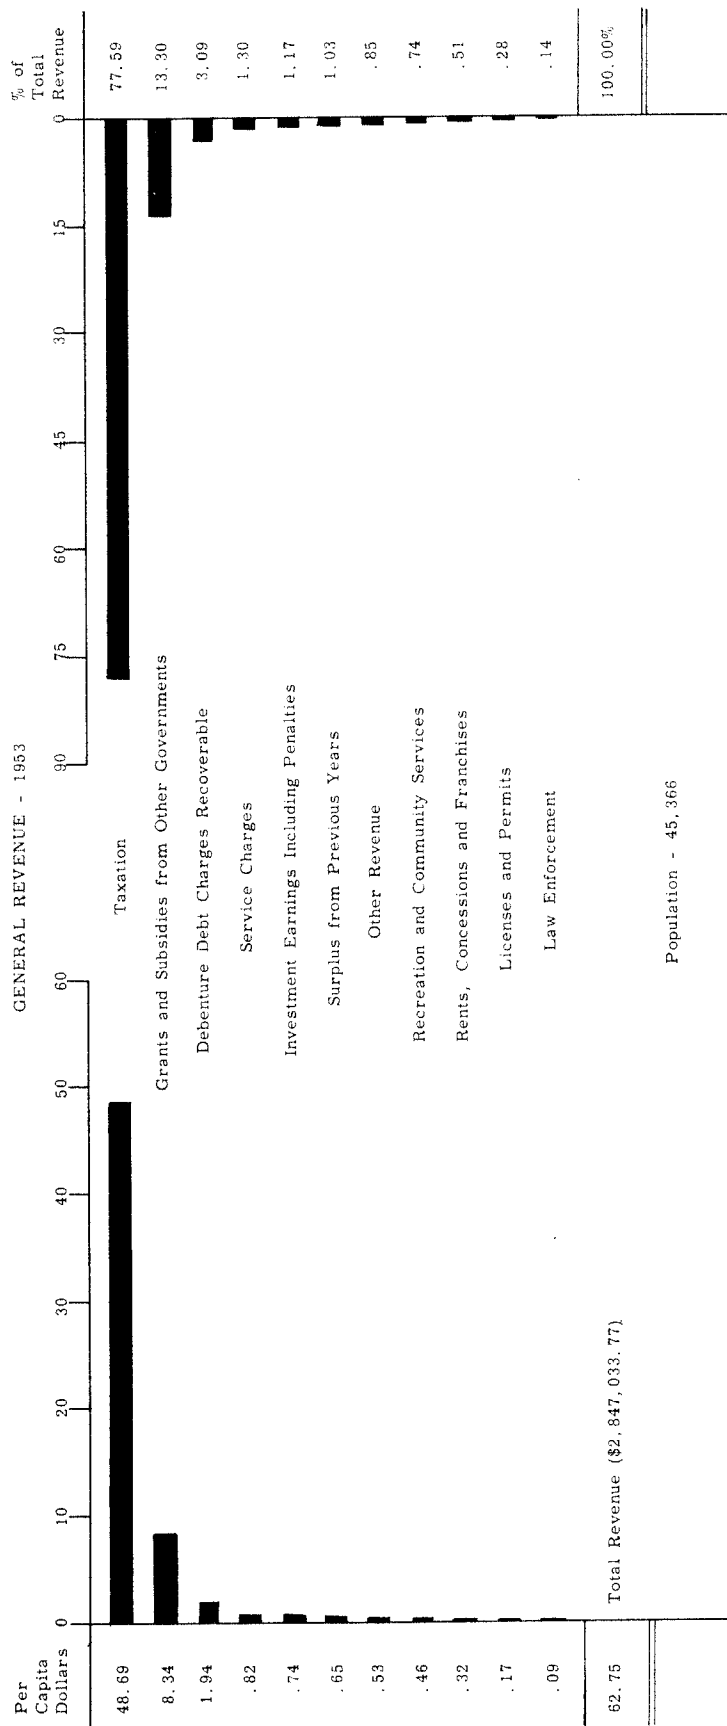 GENERAL REVENUE - 1953
Per
Capita
Dollars
0 10 20 30 40 50 60
90 75 60 45 30 15 0
% of
Total
Revenue
48.69 Taxation 77.59
8.34 Grants and Subsidies from Other Governments 13.30
1.94 Debenture Debt Charges Recoverable 3.09
.82 Service Charges 1.30
.74 Investment Earnings Including Penalties 1.17
.65 Surplus from Previous Years 1.03
.53 Other Revenue .85
.46 Recreation and Community Services .74
.32 Rents, Concessions and Franchises .51
.17 Licenses and Permits .28
.09 Law Enforcement .14
62.75 Total Revenue ($2,847,033.77) 100.00%
Population - 45,366